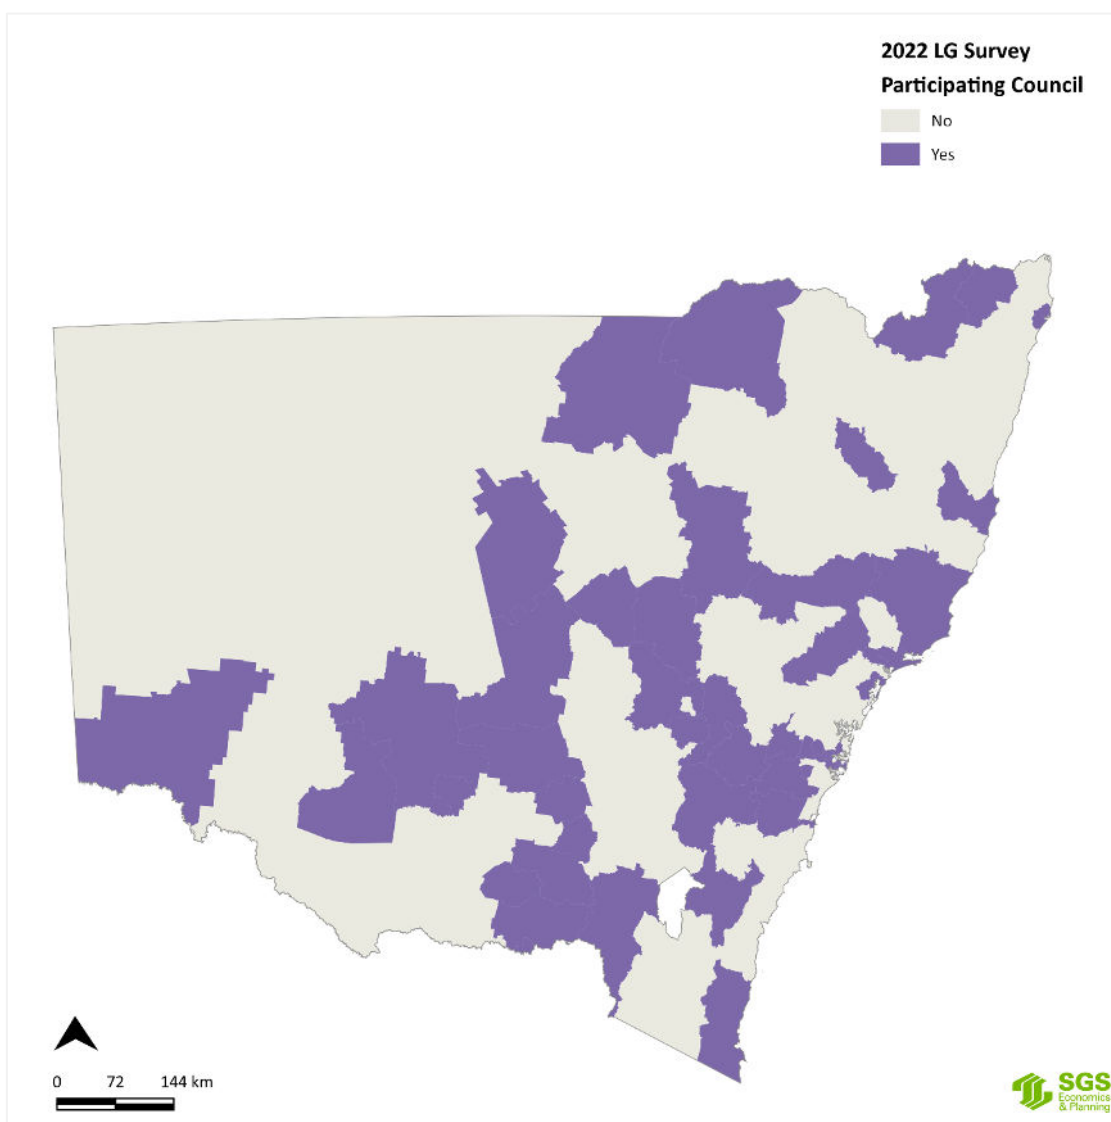 2022 LG Survey
Participating Council
No
Yes
0 72 144 km
SGS
Economics
& Planning